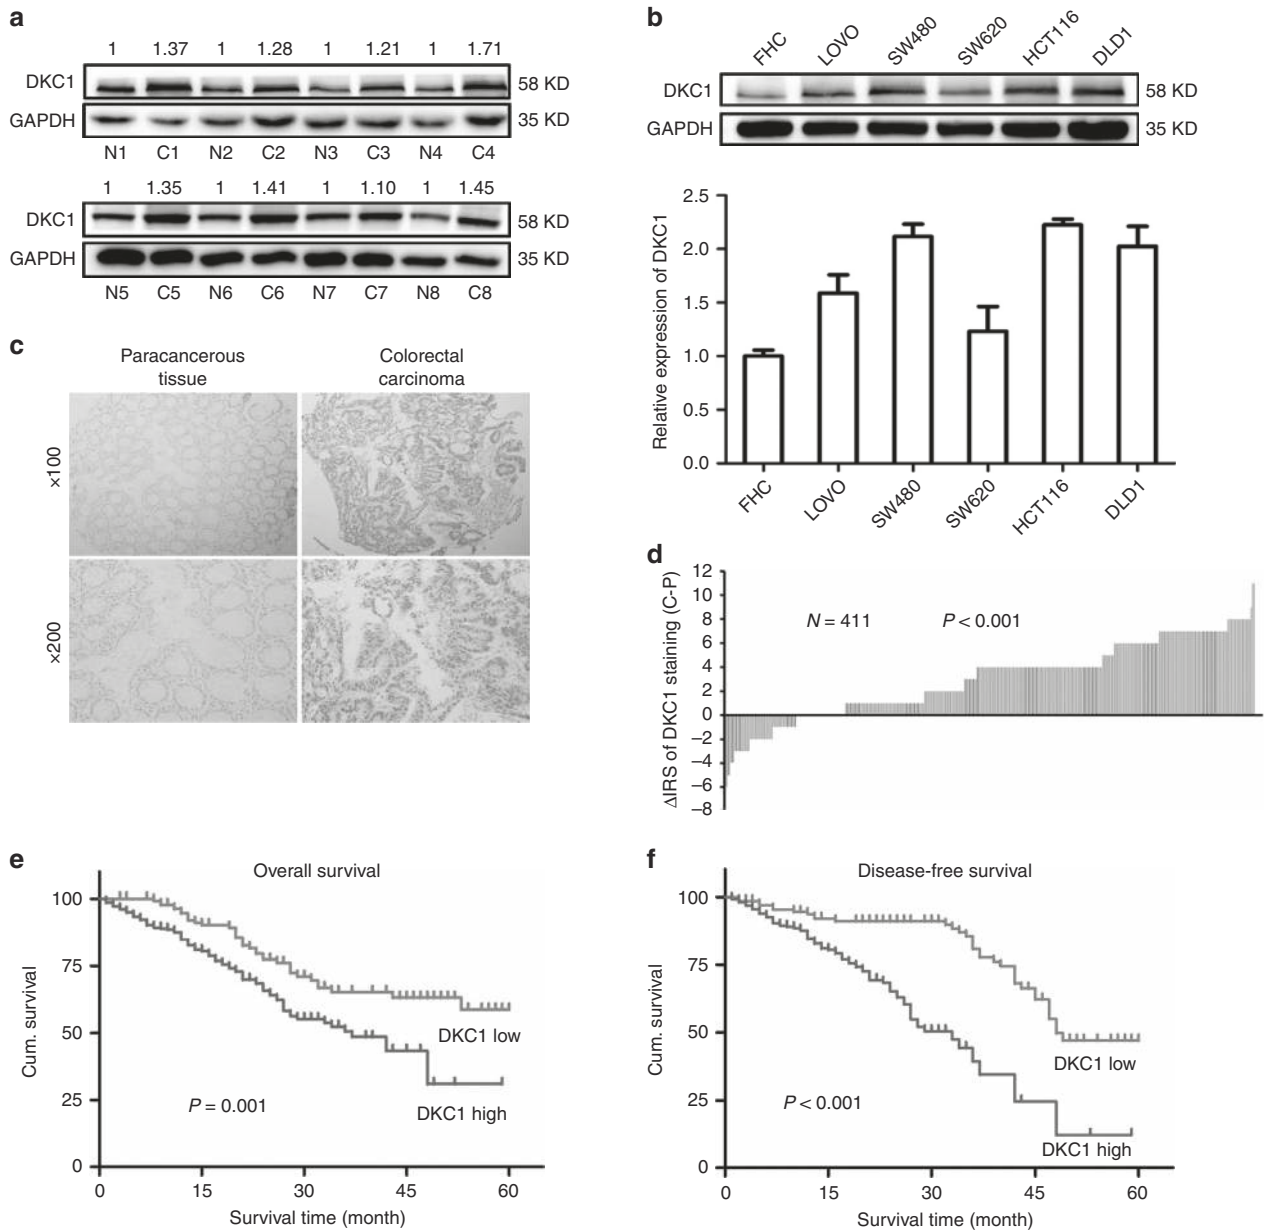 a
1 1.37 1 1.28 1 1.21 1 1.71
DKC1 58 KD
GAPDH 35 KD
N1 C1 N2 C2 N3 C3 N4 C4
1 1.35 1 1.41 1 1.10 1 1.45
DKC1 58 KD
GAPDH 35 KD
N5 C5 N6 C6 N7 C7 N8 C8
b
FHC LOVO SW480 SW620 HCT116 DLD1
DKC1 58 KD
GAPDH 35 KD
Relative expression of DKC1
2.5
2.0
1.5
1.0
0.5
0.0
FHC LOVO SW480 SW620 HCT116 DLD1
c
Paracancerous
tissue
Colorectal
carcinoma
×100
×200
d
ΔIRS of DKC1 staining (C-P)
12
10
8
6
4
2
0
–2
–4
–6
–8
N = 411 P < 0.001
e
Overall survival
Cum. survival
100
75
50
25
0
DKC1 low
P = 0.001
DKC1 high
0 15 30 45 60
Survival time (month)
f
Disease-free survival
Cum. survival
100
75
50
25
0
DKC1 low
P < 0.001
DKC1 high
0 15 30 45 60
Survival time (month)